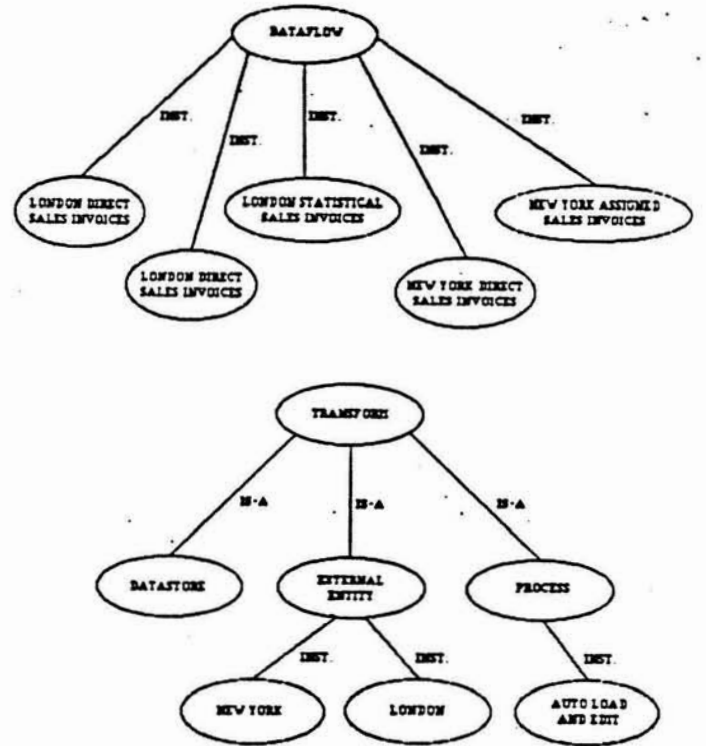 DATAFLOW
INST.
INST.
INST.
INST.
INST.
LONDON DIRECT
SALES INVOICES
LONDON STATISTICAL
SALES INVOICES
NEW YORK ASSIGNED
SALES INVOICES
LONDON DIRECT
SALES INVOICES
NEW YORK DIRECT
SALES INVOICES
TRANSFORM
IS-A
IS-A
IS-A
DATASTORE
EXTERNAL
ENTITY
PROCESS
INST.
INST.
INST.
NEW YORK
LONDON
AUTO LOAD
AND EDIT